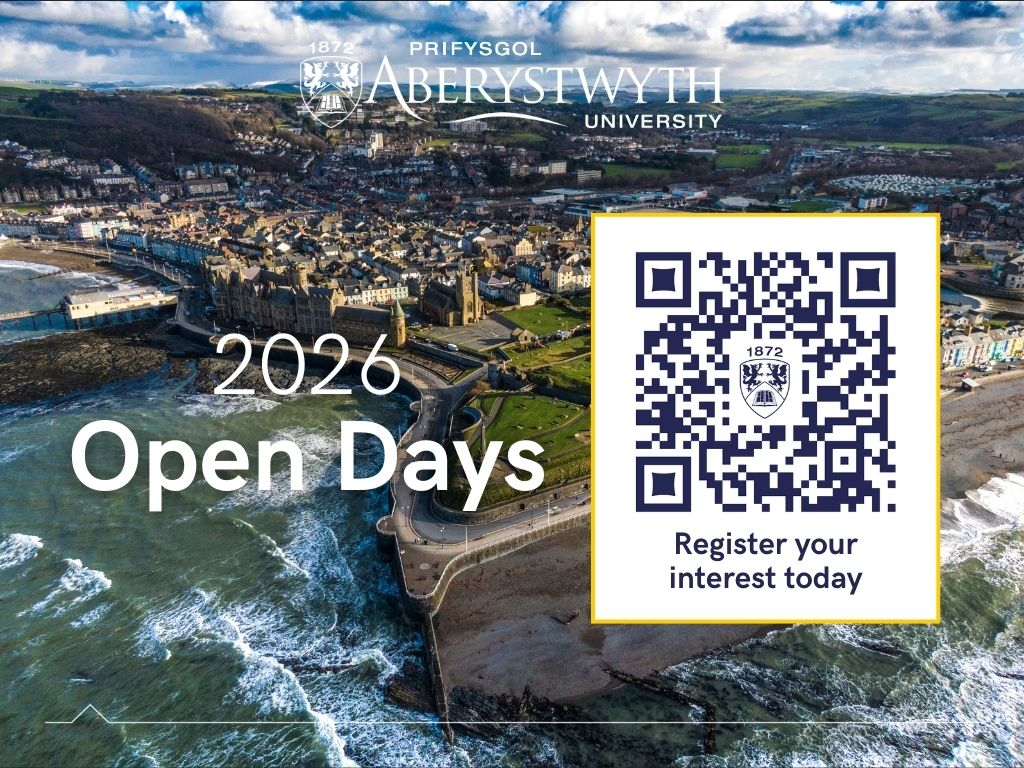 1872
PRIFYSGOL
ABERYSTWYTH
UNIVERSITY
2026
Open Days
1872
Register your
interest today